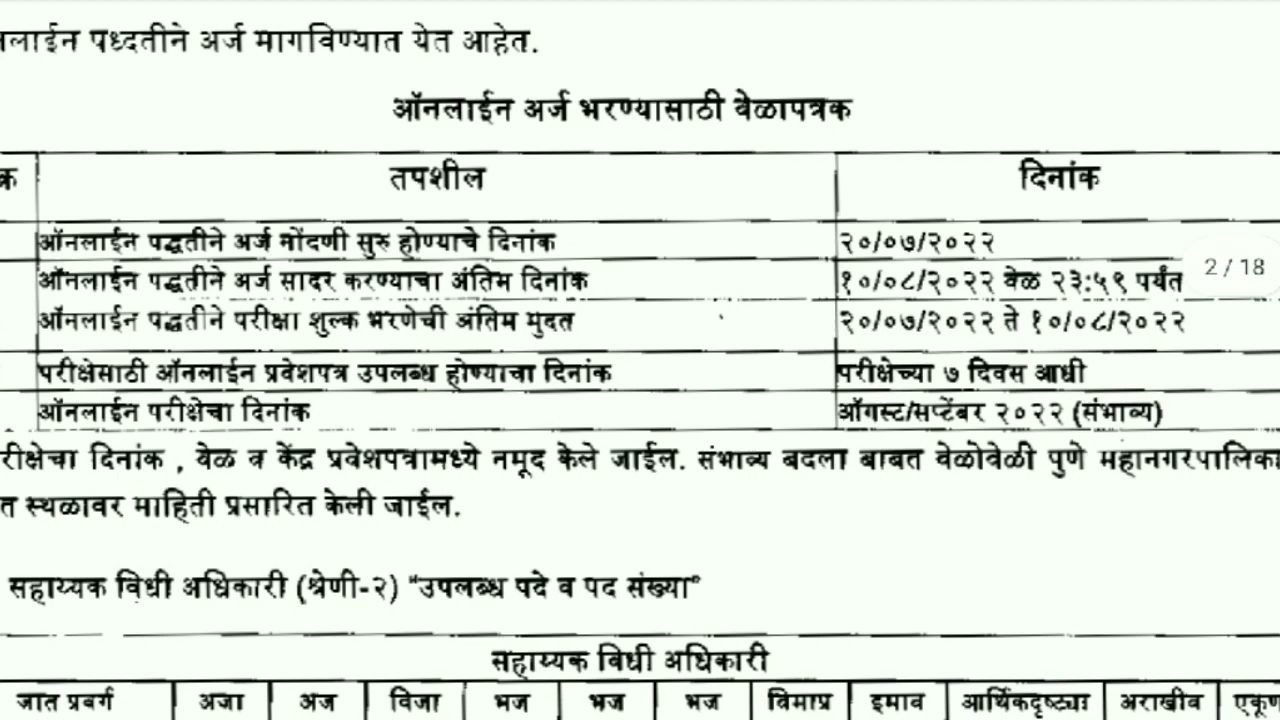 नलाईन पध्दतीने अर्ज मागविण्यात येत आहेत.
ऑनलाईन अर्ज भरण्यासाठी वेळापत्रक
क्र तपशील दिनांक
ऑनलाईन पद्धतीने अर्ज नोंदणी सुरु होण्याचे दिनांक २०/०७/२०२२
ऑनलाईन पद्धतीने अर्ज सादर करण्याचा अंतिम दिनांक १०/०८/२०२२ वेळ २३:५९ पर्यंत
2 / 18
ऑनलाईन पद्धतीने परीक्षा शुल्क भरणेची अंतिम मुदत २०/०७/२०२२ ते १०/०८/२०२२
परीक्षेसाठी ऑनलाईन प्रवेशपत्र उपलब्ध होण्याचा दिनांक परीक्षेच्या ७ दिवस आधी
ऑनलाईन परीक्षेचा दिनांक ऑगस्ट/सप्टेंबर २०२२ (संभाव्य)
रीक्षेचा दिनांक , वेळ व केंद्र प्रवेशपत्रामध्ये नमूद केले जाईल. संभाव्य बदला बाबत वेळोवेळी पुणे महानगरपालिका
त स्थळावर माहिती प्रसारित केली जाईल.
सहाय्यक विधी अधिकारी (श्रेणी-२) "उपलब्ध पदे व पद संख्या"
सहाय्यक विधी अधिकारी
जात प्रवर्ग अजा अज विजा भज भज भज विमाप्र इमाव आर्थिकदृष्ट्या अराखीव एकूण